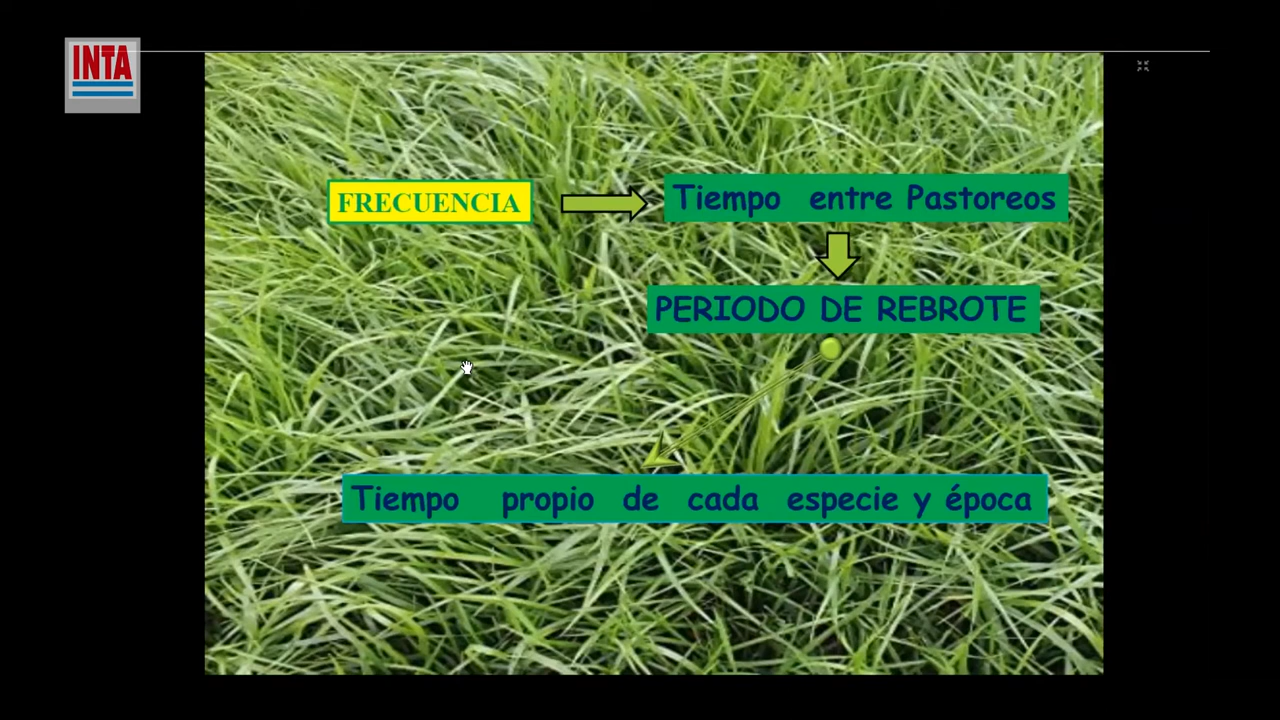 INTA
FRECUENCIA
Tiempo entre Pastoreos
PERIODO DE REBROTE
Tiempo propio de cada especie y época